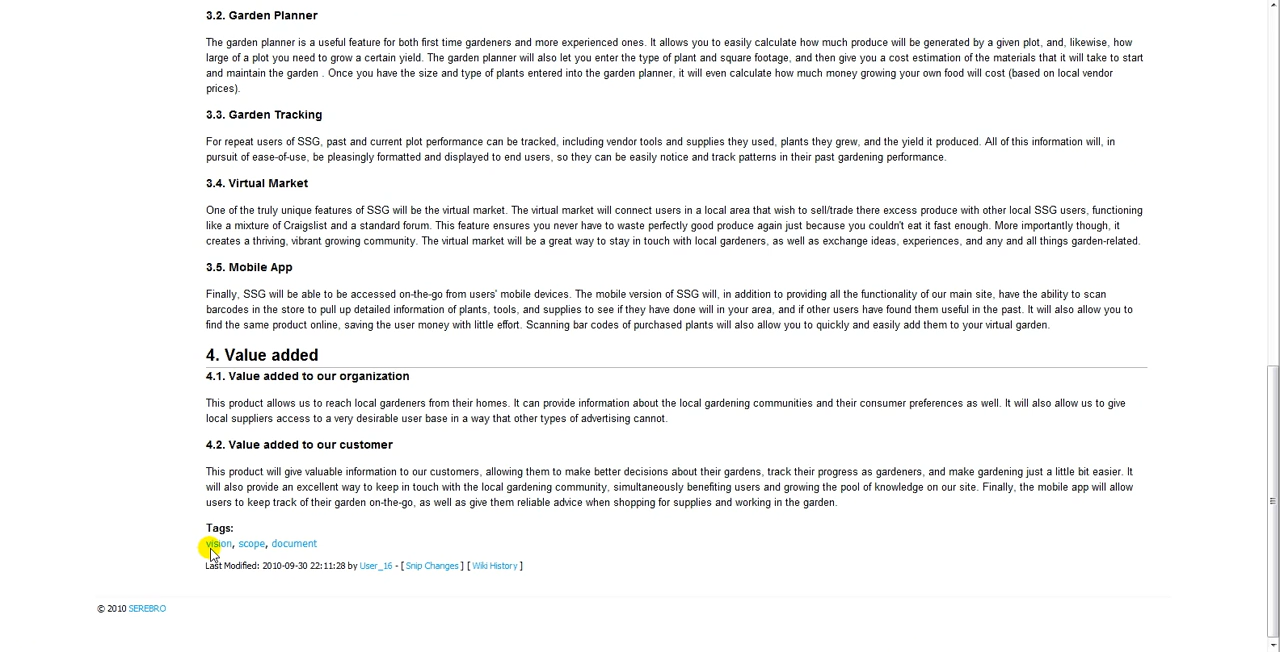 3.2. Garden Planner
The garden planner is a useful feature for both first time gardeners and more experienced ones. It allows you to easily calculate how much produce will be generated by a given plot, and, likewise, how
large of a plot you need to grow a certain yield. The garden planner will also let you enter the type of plant and square footage, and then give you a cost estimation of the materials that it will take to start
and maintain the garden . Once you have the size and type of plants entered into the garden planner, it will even calculate how much money growing your own food will cost (based on local vendor
prices).
3.3. Garden Tracking
For repeat users of SSG, past and current plot performance can be tracked, including vendor tools and supplies they used, plants they grew, and the yield it produced. All of this information will, in
pursuit of ease-of-use, be pleasingly formatted and displayed to end users, so they can be easily notice and track patterns in their past gardening performance.
3.4. Virtual Market
One of the truly unique features of SSG will be the virtual market. The virtual market will connect users in a local area that wish to sell/trade there excess produce with other local SSG users, functioning
like a mixture of Craigslist and a standard forum. This feature ensures you never have to waste perfectly good produce again just because you couldn't eat it fast enough. More importantly though, it
creates a thriving, vibrant growing community. The virtual market will be a great way to stay in touch with local gardeners, as well as exchange ideas, experiences, and any and all things garden-related.
3.5. Mobile App
Finally, SSG will be able to be accessed on-the-go from users' mobile devices. The mobile version of SSG will, in addition to providing all the functionality of our main site, have the ability to scan
barcodes in the store to pull up detailed information of plants, tools, and supplies to see if they have done will in your area, and if other users have found them useful in the past. It will also allow you to
find the same product online, saving the user money with little effort. Scanning bar codes of purchased plants will also allow you to quickly and easily add them to your virtual garden.
4. Value added
4.1. Value added to our organization
This product allows us to reach local gardeners from their homes. It can provide information about the local gardening communities and their consumer preferences as well. It will also allow us to give
local suppliers access to a very desirable user base in a way that other types of advertising cannot.
4.2. Value added to our customer
This product will give valuable information to our customers, allowing them to make better decisions about their gardens, track their progress as gardeners, and make gardening just a little bit easier. It
will also provide an excellent way to keep in touch with the local gardening community, simultaneously benefiting users and growing the pool of knowledge on our site. Finally, the mobile app will allow
users to keep track of their garden on-the-go, as well as give them reliable advice when shopping for supplies and working in the garden.
Tags:
vision, scope, document
Last Modified: 2010-09-30 22:11:28 by User_16 - [ Snip Changes ] [ Wiki History ]
© 2010 SEREBRO